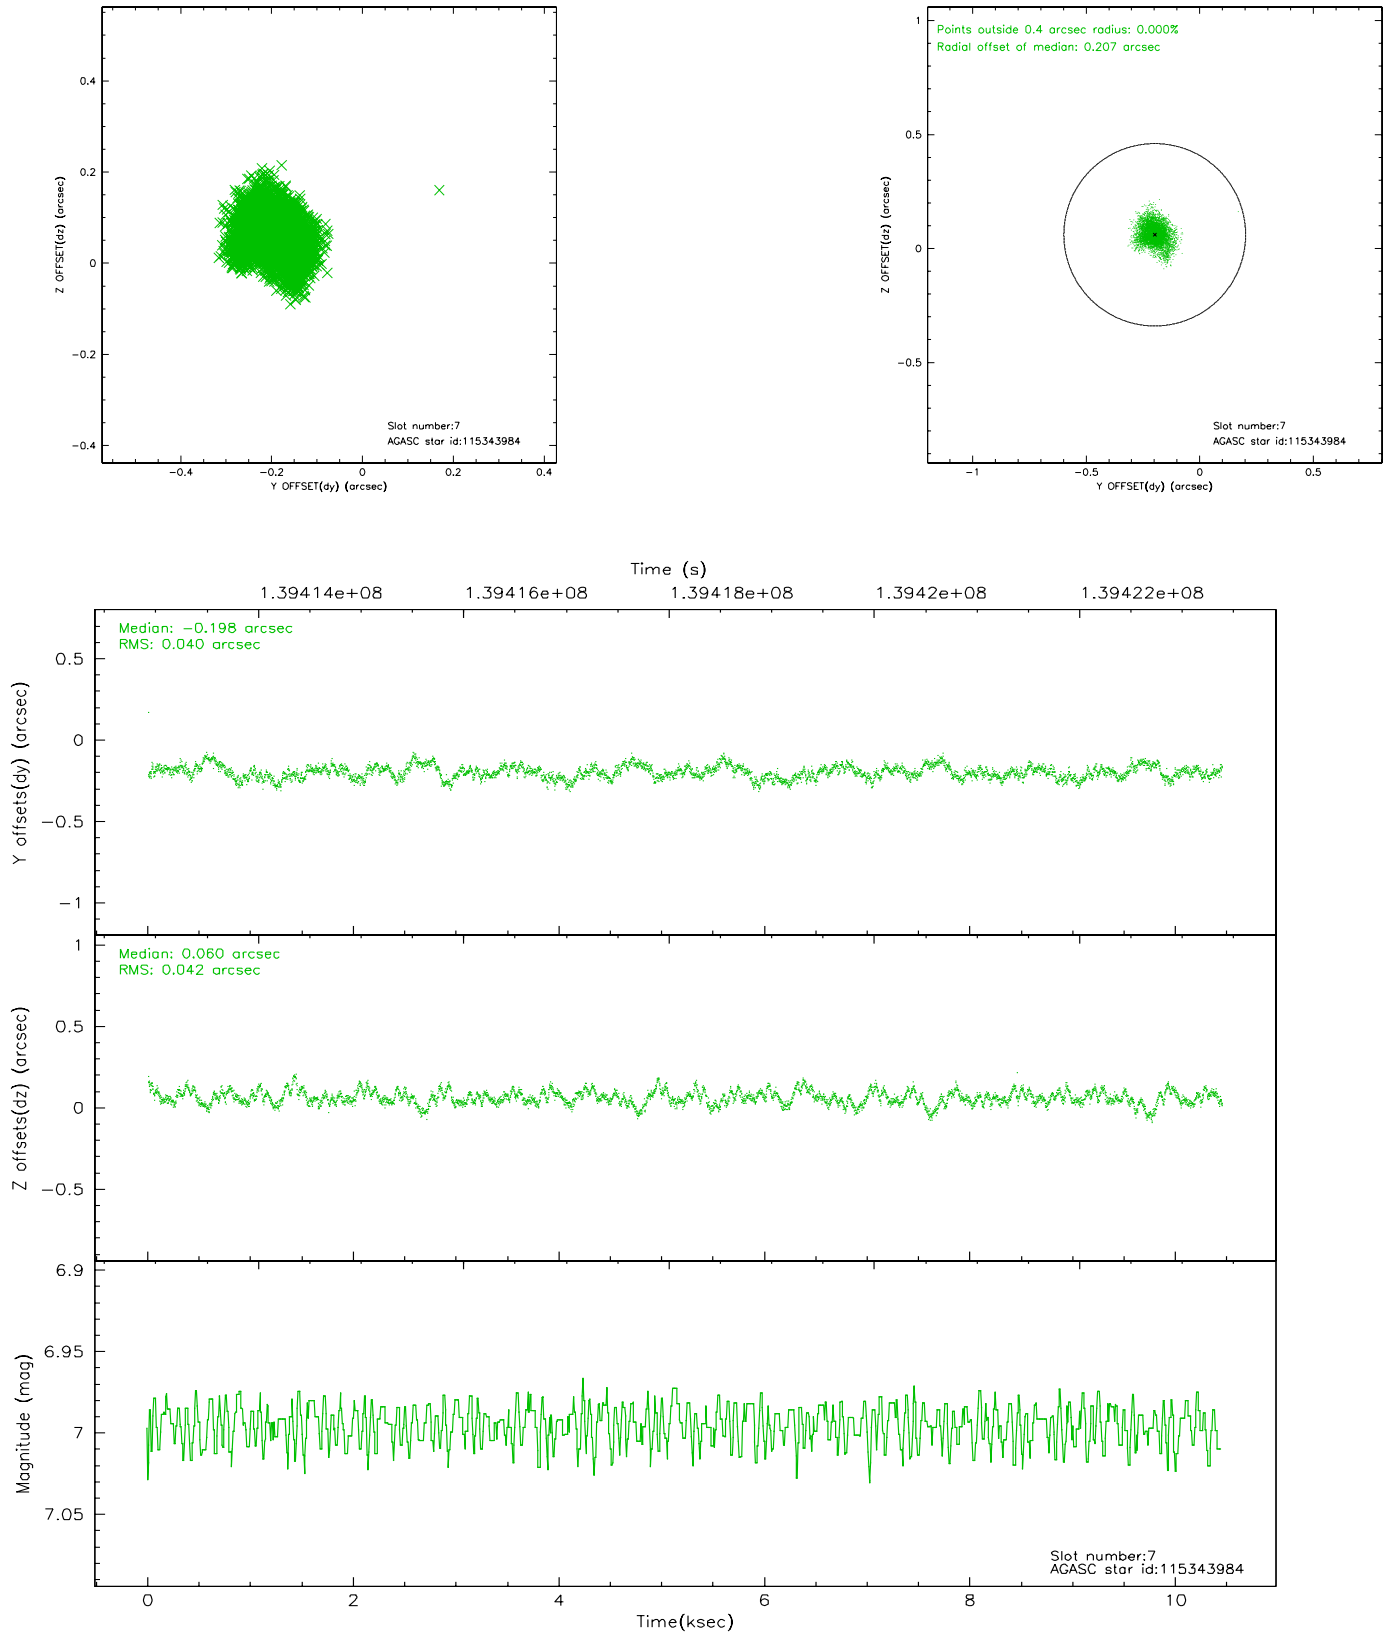 0.4
0.2
0
−0.2
−0.4
Z OFFSET(dz) (arcsec)
Slot number:7
AGASC star id:115343984
−0.4 −0.2 0 0.2 0.4
Y OFFSET(dy) (arcsec)
Points outside 0.4 arcsec radius: 0.000%
Radial offset of median: 0.207 arcsec
1
0.5
0
−0.5
Z OFFSET(dz) (arcsec)
Slot number:7
AGASC star id:115343984
−1 −0.5 0 0.5
Y OFFSET(dy) (arcsec)
Time (s)
1.39414e+08 1.39416e+08 1.39418e+08 1.3942e+08 1.39422e+08
Median: −0.198 arcsec
RMS: 0.040 arcsec
0.5
0
−0.5
−1
Y offsets(dy) (arcsec)
Median: 0.060 arcsec
RMS: 0.042 arcsec
1
0.5
0
−0.5
Z offsets(dz) (arcsec)
6.9
6.95
7
7.05
Magnitude (mag)
Slot number:7
AGASC star id:115343984
0 2 4 6 8 10
Time(ksec)